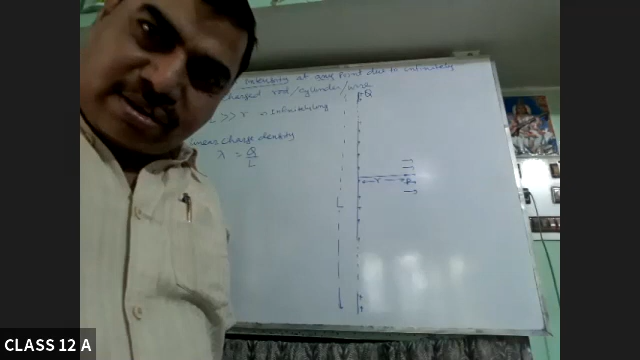 Intensity at any point due to infinitely
charged rod/cylinder/wire
L >> r ∞ Infinitely long
Linear charge density
λ = Q
L
Q
r
L
CLASS 12 A